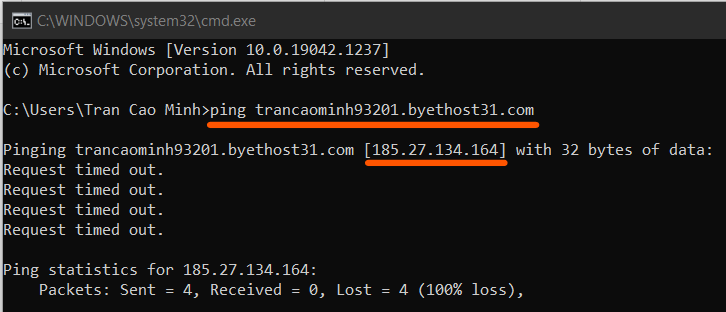 C:\WINDOWS\system32\cmd.exe
Microsoft Windows [Version 10.0.19042.1237]
(c) Microsoft Corporation. All rights reserved.
C:\Users\Tran Cao Minh>ping trancaominh93201.byethost31.com
Pinging trancaominh93201.byethost31.com [185.27.134.164] with 32 bytes of data:
Request timed out.
Request timed out.
Request timed out.
Request timed out.
Ping statistics for 185.27.134.164:
Packets: Sent = 4, Received = 0, Lost = 4 (100% loss),